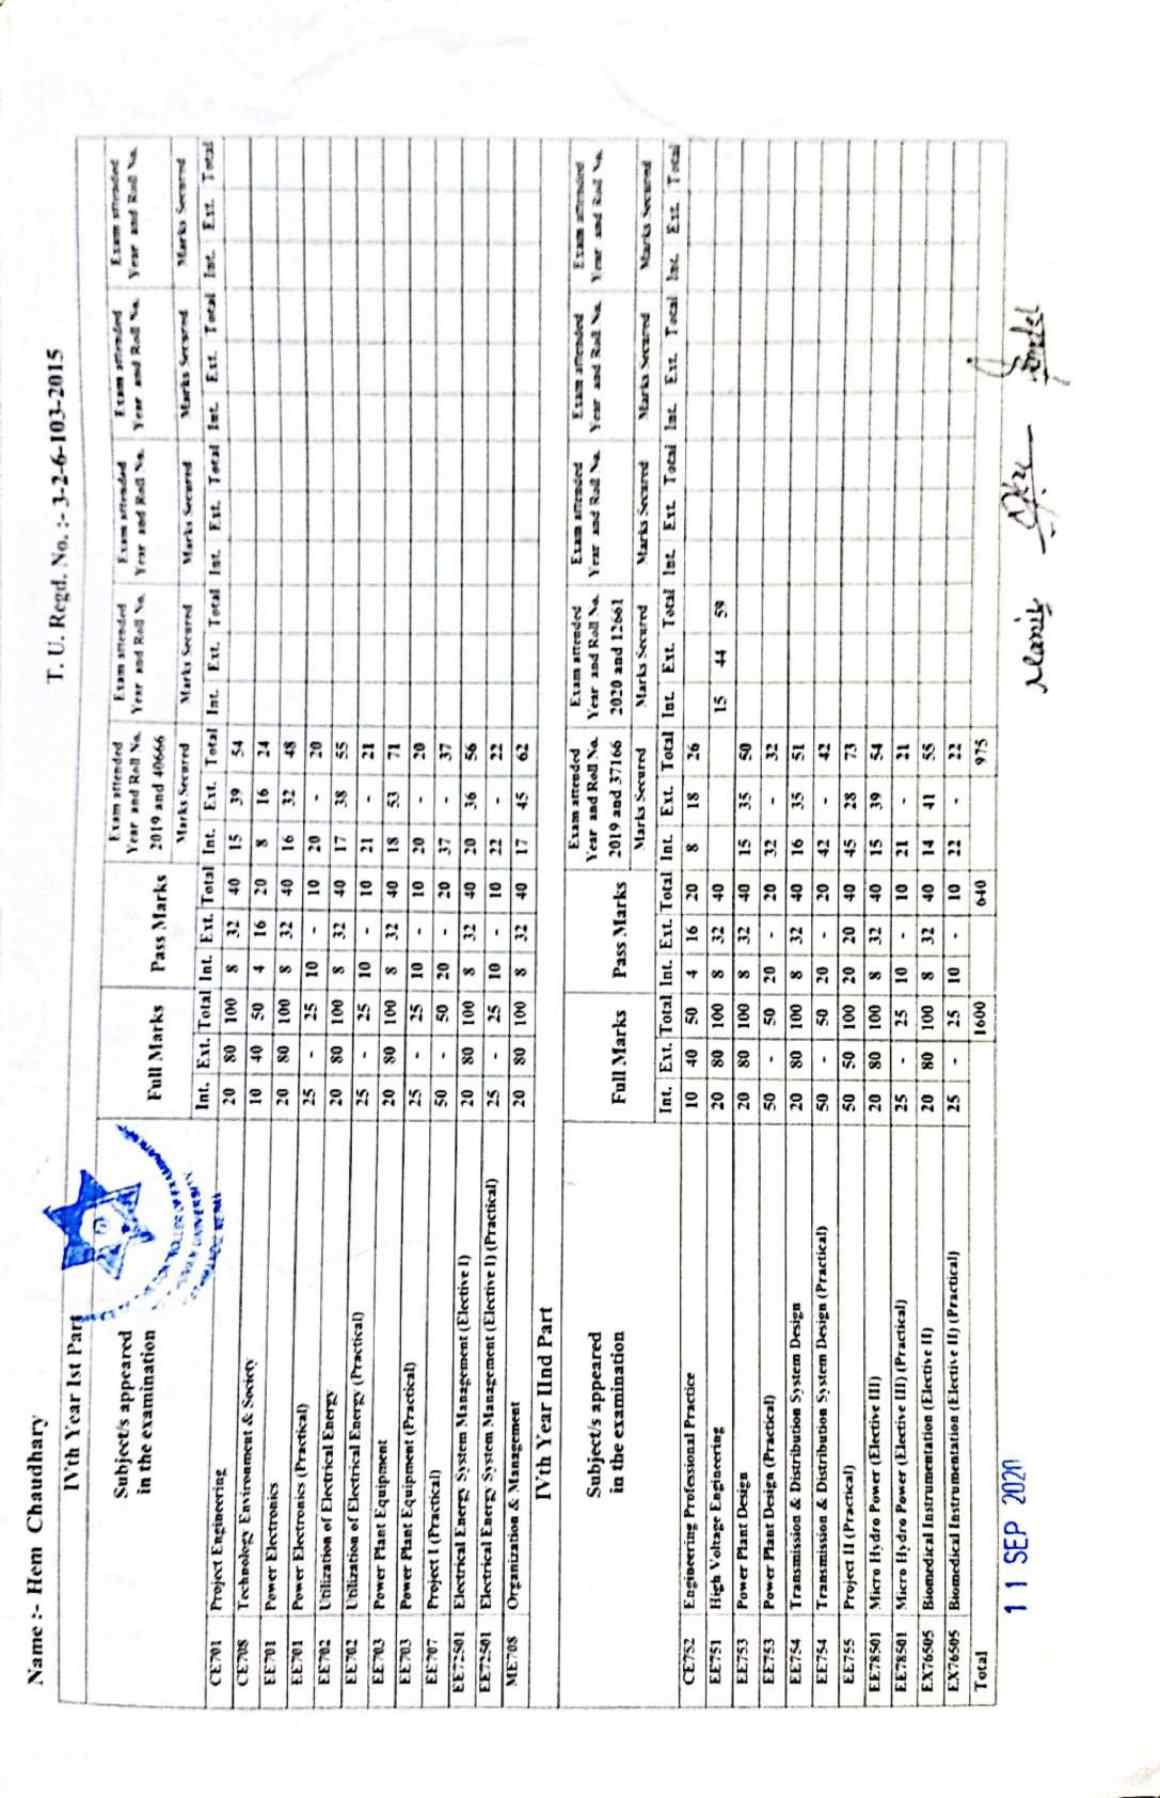 Name :- Hem Chaudhary
T. U. Regd. No. :- 3-2-6-103-2015
IVth Year Ist Part
Subject/s appeared in the examination
Full Marks Pass Marks
Exam attended Year and Roll No. 2019 and 40666
Exam attended Year and Roll No.
Exam attended Year and Roll No.
Exam attended Year and Roll No.
Exam attended Year and Roll No.
Marks Secured Marks Secured Marks Secured Marks Secured Marks Secured
Int. Ext. Total Int. Ext. Total Int. Ext. Total Int. Ext. Total Int. Ext. Total Int. Ext. Total Int. Ext. Total
CE701 Project Engineering 20 80 100 8 32 40 15 39 54
CE708 Technology Environment & Society 10 40 50 4 16 20 8 16 24
EE701 Power Electronics 20 80 100 8 32 40 16 32 48
EE701 Power Electronics (Practical) 25 - 25 10 - 10 20 - 20
EE702 Utilization of Electrical Energy 20 80 100 8 32 40 17 38 55
EE702 Utilization of Electrical Energy (Practical) 25 - 25 10 - 10 21 - 21
EE703 Power Plant Equipment 20 80 100 8 32 40 18 53 71
EE703 Power Plant Equipment (Practical) 25 - 25 10 - 10 20 - 20
EE707 Project I (Practical) 50 - 50 20 - 20 37 - 37
EE72501 Electrical Energy System Management (Elective I) 20 80 100 8 32 40 20 36 56
EE72501 Electrical Energy System Management (Elective I) (Practical) 25 - 25 10 - 10 22 - 22
ME708 Organization & Management 20 80 100 8 32 40 17 45 62
IVth Year IInd Part
Subject/s appeared in the examination
Full Marks Pass Marks
Exam attended Year and Roll No. 2019 and 37166
Exam attended Year and Roll No. 2020 and 12661
Exam attended Year and Roll No.
Exam attended Year and Roll No.
Exam attended Year and Roll No.
Marks Secured Marks Secured Marks Secured Marks Secured Marks Secured
Int. Ext. Total Int. Ext. Total Int. Ext. Total Int. Ext. Total Int. Ext. Total Int. Ext. Total Int. Ext. Total
CE752 Engineering Professional Practice 10 40 50 4 16 20 8 18 26
EE751 High Voltage Engineering 20 80 100 8 32 40 15 44 59
EE753 Power Plant Design 20 80 100 8 32 40 15 35 50
EE753 Power Plant Design (Practical) 50 - 50 20 - 20 32 - 32
EE754 Transmission & Distribution System Design 20 80 100 8 32 40 16 35 51
EE754 Transmission & Distribution System Design (Practical) 50 - 50 20 - 20 42 - 42
EE755 Project II (Practical) 50 50 100 20 20 40 45 28 73
EE78501 Micro Hydro Power (Elective III) 20 80 100 8 32 40 15 39 54
EE78501 Micro Hydro Power (Elective III) (Practical) 25 - 25 10 - 10 21 - 21
EX76505 Biomedical Instrumentation (Elective II) 20 80 100 8 32 40 14 41 55
EX76505 Biomedical Instrumentation (Elective II) (Practical) 25 - 25 10 - 10 22 - 22
Total 1600 640 975
11 SEP 2020